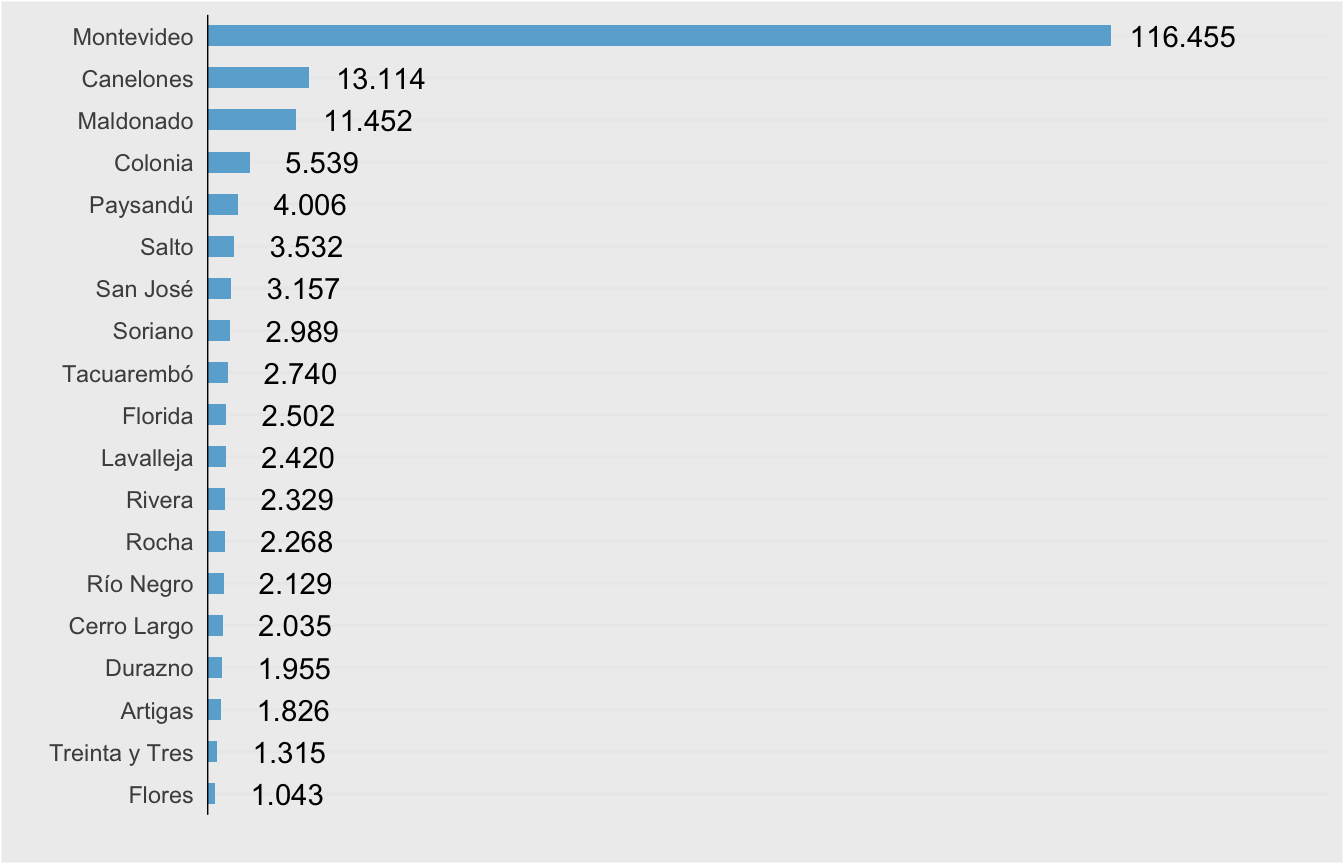 Montevideo 116.455
Canelones 13.114
Maldonado 11.452
Colonia 5.539
Paysandú 4.006
Salto 3.532
San José 3.157
Soriano 2.989
Tacuarembó 2.740
Florida 2.502
Lavalleja 2.420
Rivera 2.329
Rocha 2.268
Río Negro 2.129
Cerro Largo 2.035
Durazno 1.955
Artigas 1.826
Treinta y Tres 1.315
Flores 1.043